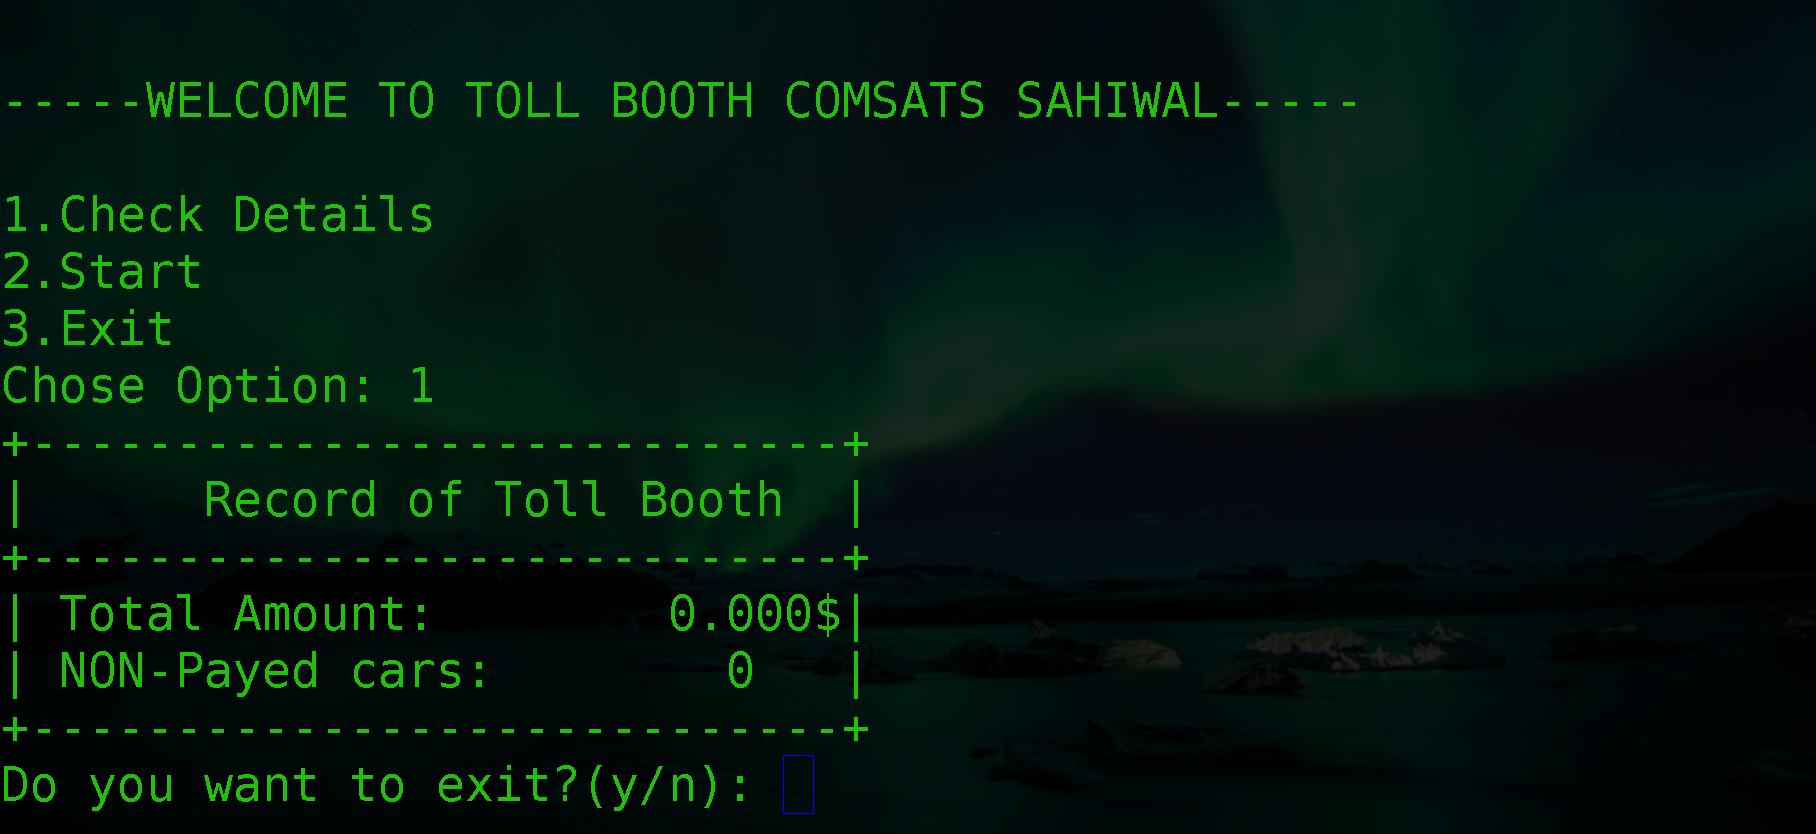 -----WELCOME TO TOLL BOOTH COMSATS SAHIWAL-----
1.Check Details
2.Start
3.Exit
Chose Option: 1
+----------------------------+
|      Record of Toll Booth  |
+----------------------------+
| Total Amount:        0.000$|
| NON-Payed cars:        0   |
+----------------------------+
Do you want to exit?(y/n):